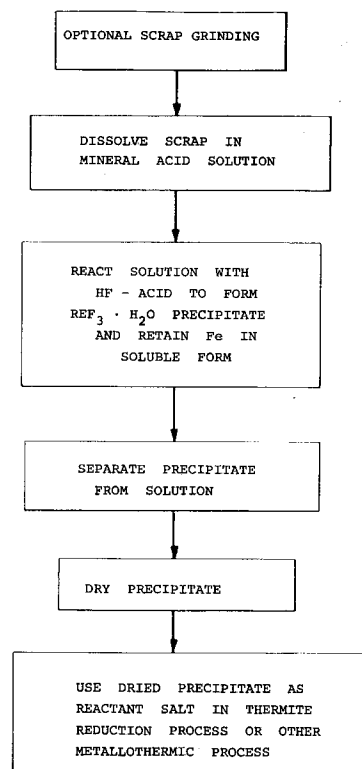 OPTIONAL SCRAP GRINDING
DISSOLVE SCRAP IN
MINERAL ACID SOLUTION
REACT SOLUTION WITH
HF - ACID TO FORM
REF₃ · H₂O PRECIPITATE
AND RETAIN Fe IN
SOLUBLE FORM
SEPARATE PRECIPITATE
FROM SOLUTION
DRY PRECIPITATE
USE DRIED PRECIPITATE AS
REACTANT SALT IN THERMITE
REDUCTION PROCESS OR OTHER
METALLOTHERMIC PROCESS